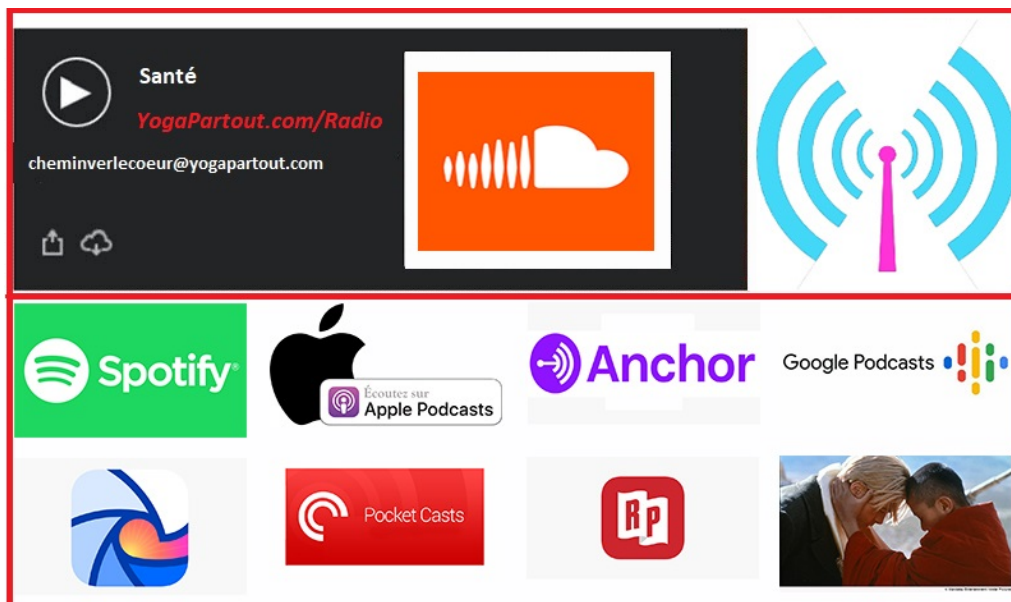 Santé
YogaPartout.com/Radio
cheminverlecoeur@yogapartout.com
Spotify®
Écoutez sur
Apple Podcasts
Anchor
Google Podcasts
Pocket Casts
RP